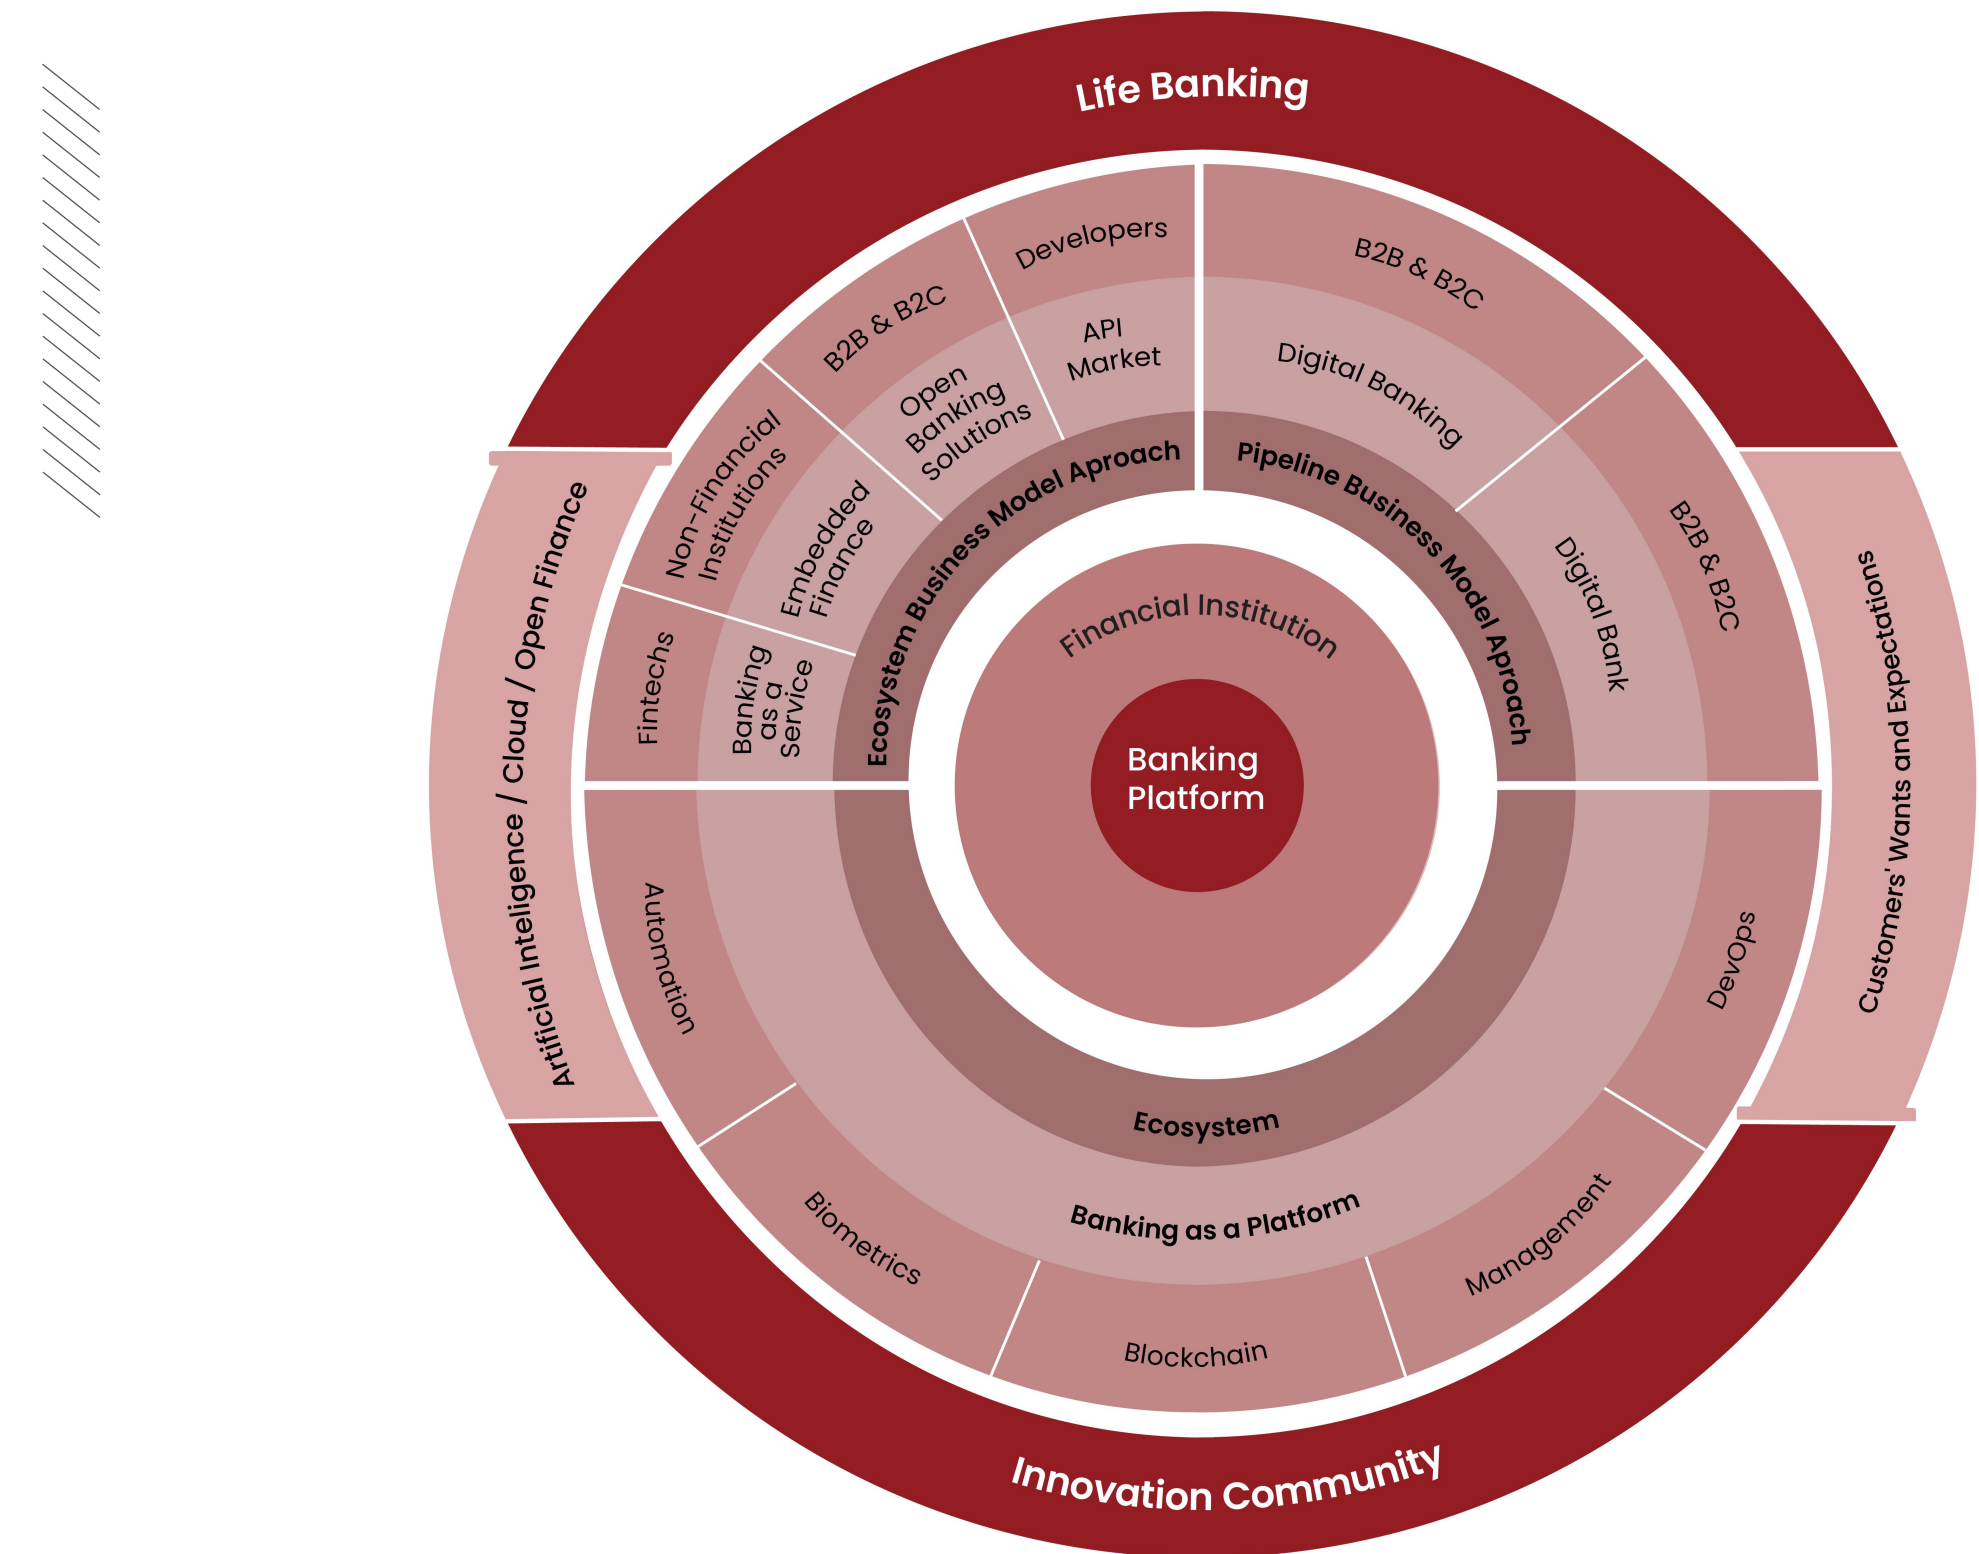 Life Banking
Developers
B2B & B2C
B2B & B2C
Non-Financial
Institutions
Fintechs
API
Market
Open
Banking
Solutions
Embedded
Finance
Banking
as a
Service
Digital Banking
Digital Bank
B2B & B2C
Ecosystem Business Model Aproach
Pipeline Business Model Aproach
Artificial Inteligence / Cloud / Open Finance
Customers' Wants and Expectations
Financial Institution
Banking
Platform
Automation
DevOps
Ecosystem
Banking as a Platform
Biometrics
Management
Blockchain
Innovation Community